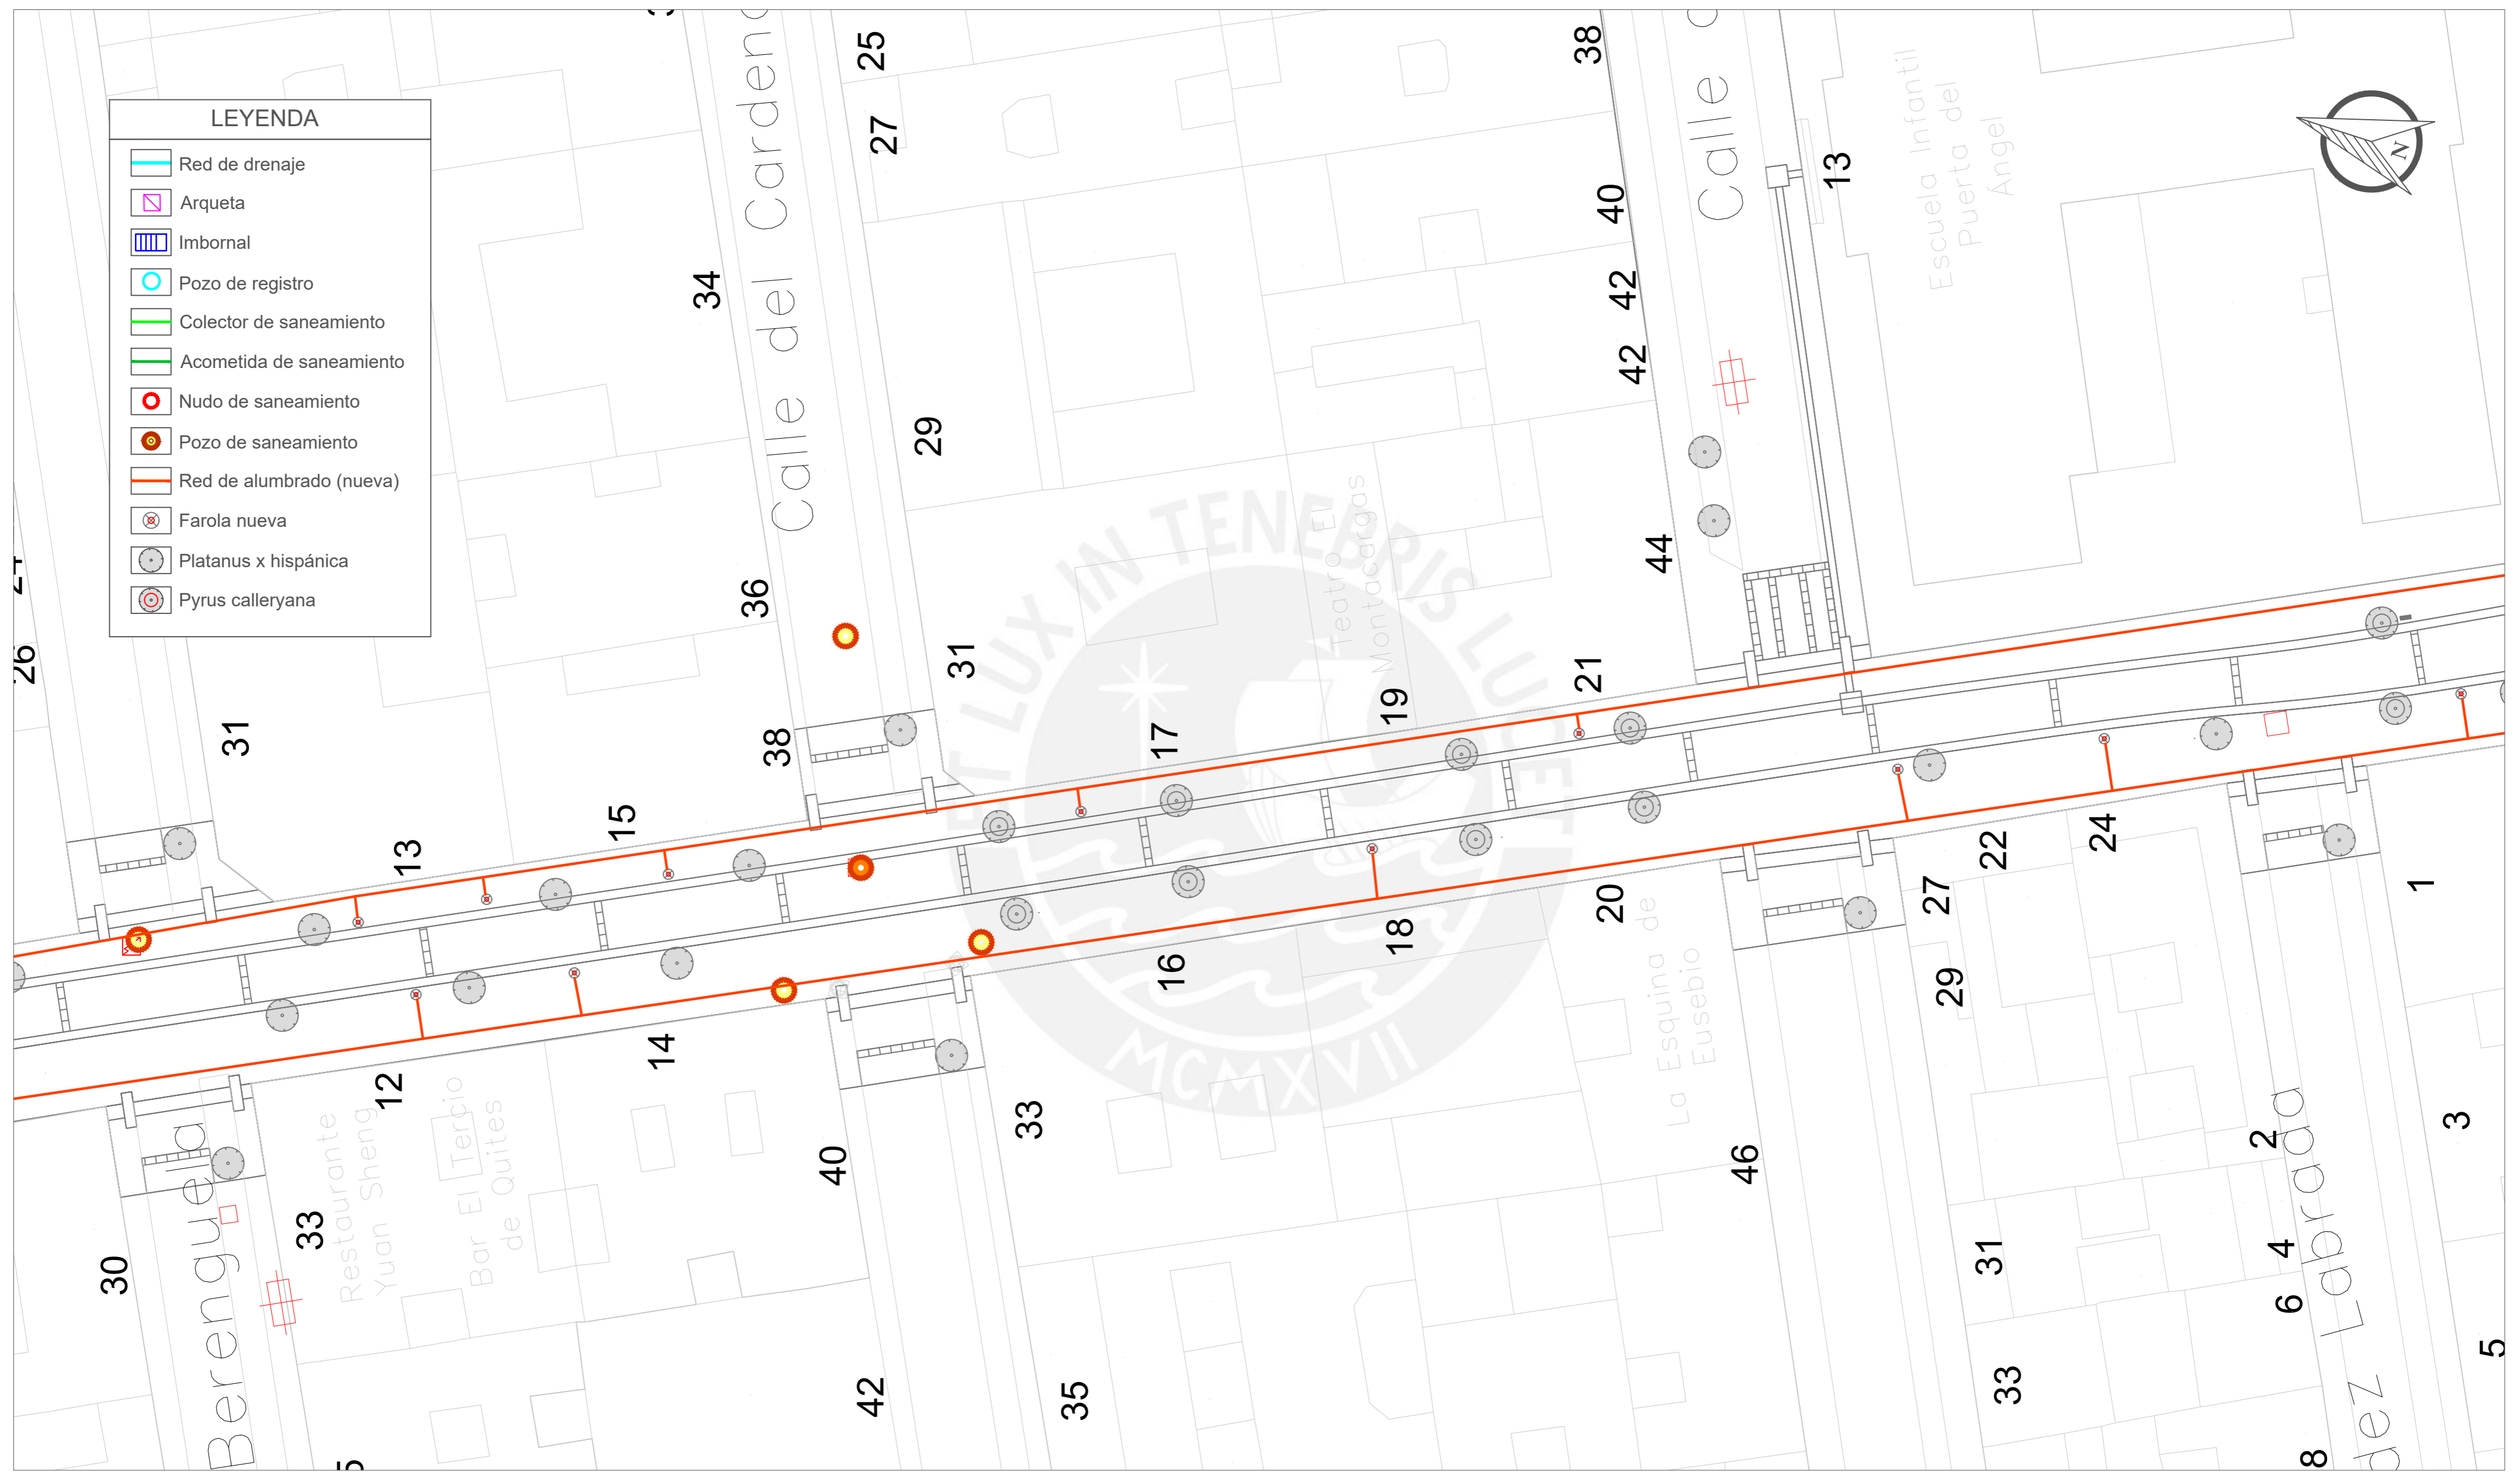 LEYENDA
Red de drenaje
Arqueta
Imbornal
Pozo de registro
Colector de saneamiento
Acometida de saneamiento
Nudo de saneamiento
Pozo de saneamiento
Red de alumbrado (nueva)
Farola nueva
Platanus x hispánica
Pyrus calleryana
24
26
31
34
36
38
Calle del Carden
25
27
29
31
38
40
42
42
44
Calle
13
Escuela Infantil
Puerta del
Ángel
N
Teatro El
Montacargas
ET LUX IN TENEBRIS LUCET
MCMXVII
13
15
17
19
21
12
14
16
18
20
22
24
Berenguela
30
33
Restaurante
Yuan Sheng
Bar El Tercio
de Quites
40
42
33
35
La Esquina de
Eusebio
46
27
29
31
33
2
4
6
8
dez Labrada
1
3
5